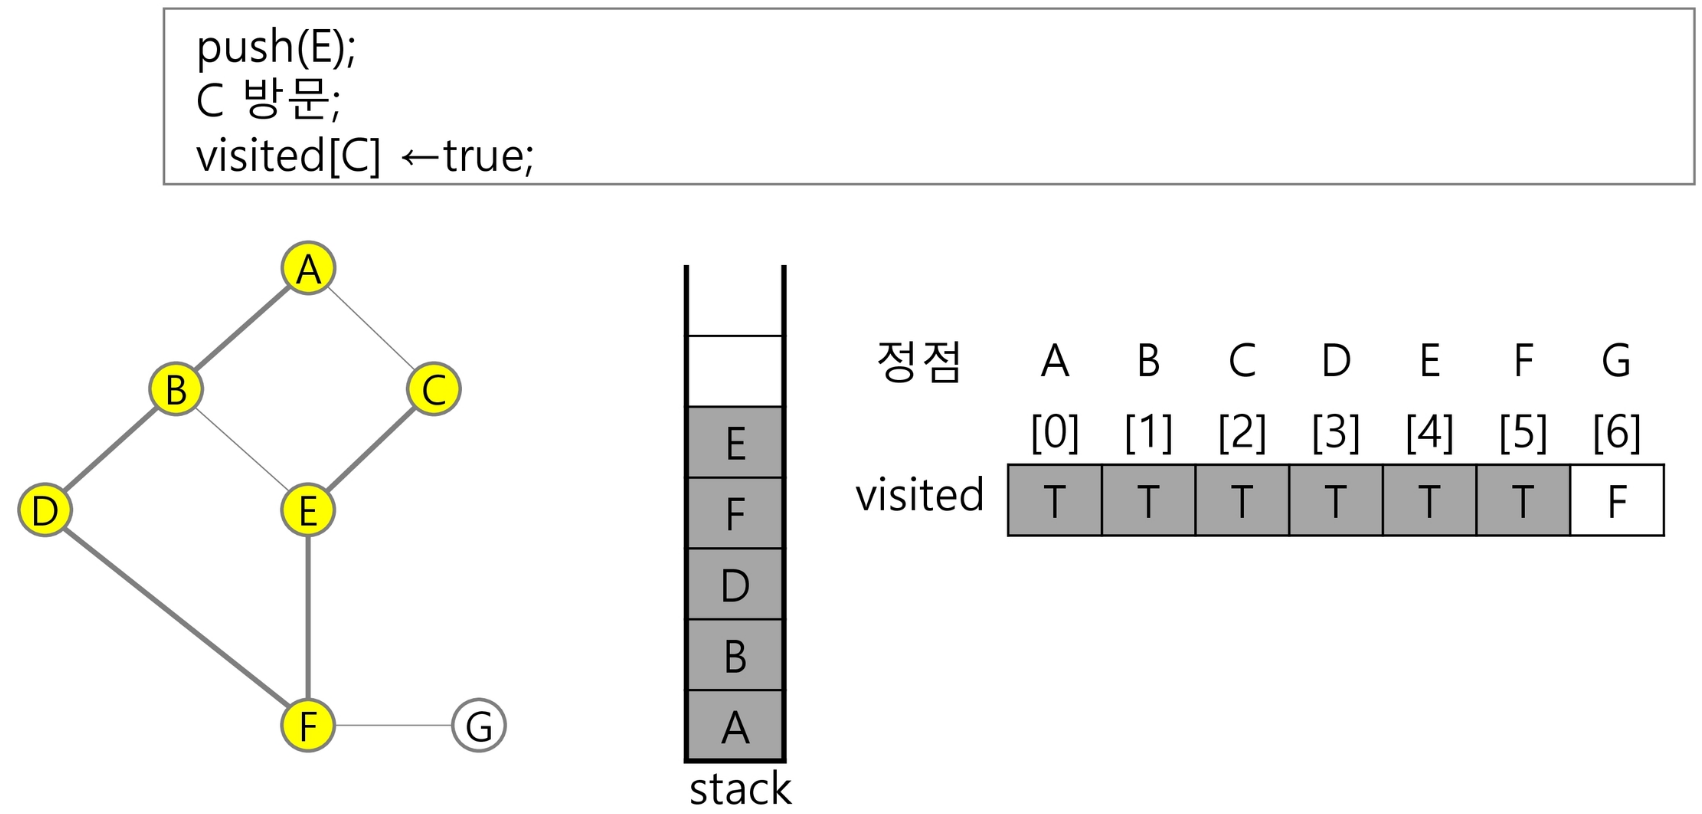 push(E);
C 방문;
visited[C] ←true;
A
B
C
D
E
F
G
E
F
D
B
A
stack
정점 A B C D E F G
[0] [1] [2] [3] [4] [5] [6]
visited T T T T T T F